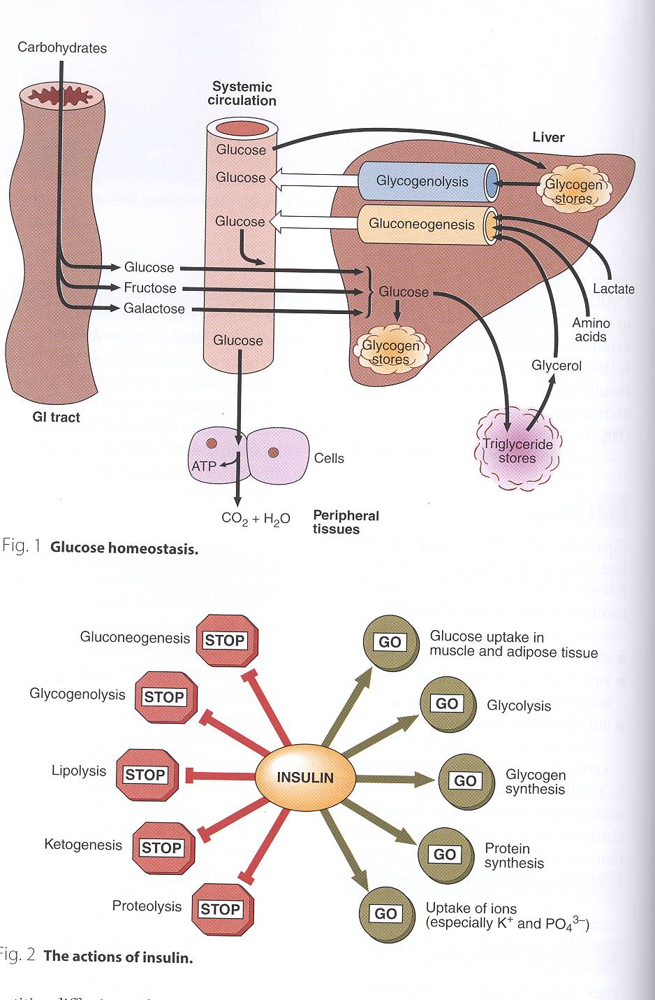 Carbohydrates
Systemic
circulation
Liver
Glucose
Glucose
Glycogenolysis
Glycogen
stores
Glucose
Gluconeogenesis
Glucose
Fructose
Galactose
Glucose
Lactate
Amino
acids
Glucose
Glycogen
stores
Glycerol
GI tract
Triglyceride
stores
ATP
Cells
CO₂ + H₂O
Peripheral
tissues
Fig. 1 Glucose homeostasis.
Gluconeogenesis
STOP
GO
Glucose uptake in
muscle and adipose tissue
Glycogenolysis
STOP
GO
Glycolysis
Lipolysis
STOP
INSULIN
GO
Glycogen
synthesis
Ketogenesis
STOP
GO
Protein
synthesis
Proteolysis
STOP
GO
Uptake of ions
(especially K⁺ and PO₄³⁻)
Fig. 2 The actions of insulin.